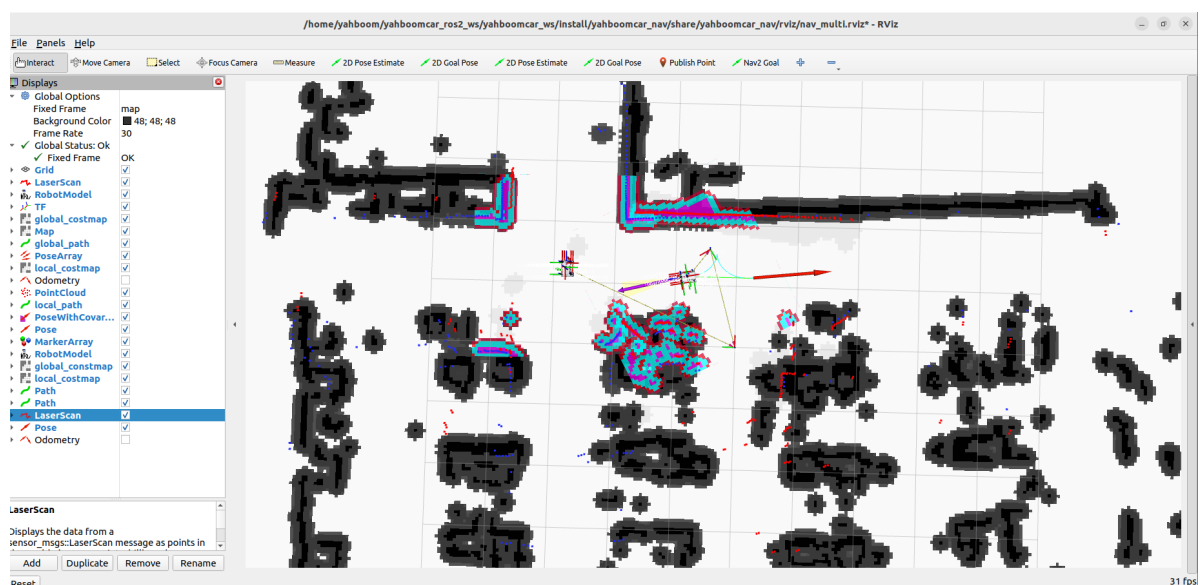 /home/yahboom/yahboomcar_ros2_ws/yahboomcar_ws/install/yahboomcar_nav/share/yahboomcar_nav/rviz/nav_multi.rviz* - RViz
File Panels Help
Interact Move Camera Select Focus Camera Measure 2D Pose Estimate 2D Goal Pose 2D Pose Estimate 2D Goal Pose Publish Point Nav2 Goal
Displays
Global Options
Fixed Frame map
Background Color 48; 48; 48
Frame Rate 30
Global Status: Ok
Fixed Frame OK
Grid
LaserScan
RobotModel
TF
global_costmap
Map
global_path
PoseArray
local_costmap
Odometry
PointCloud
local_path
PoseWithCovar...
Pose
MarkerArray
RobotModel
global_constmap
local_costmap
Path
Path
LaserScan
Pose
Odometry
LaserScan
Displays the data from a
sensor_msgs::LaserScan message as points in
Add Duplicate Remove Rename
Reset
31 fps